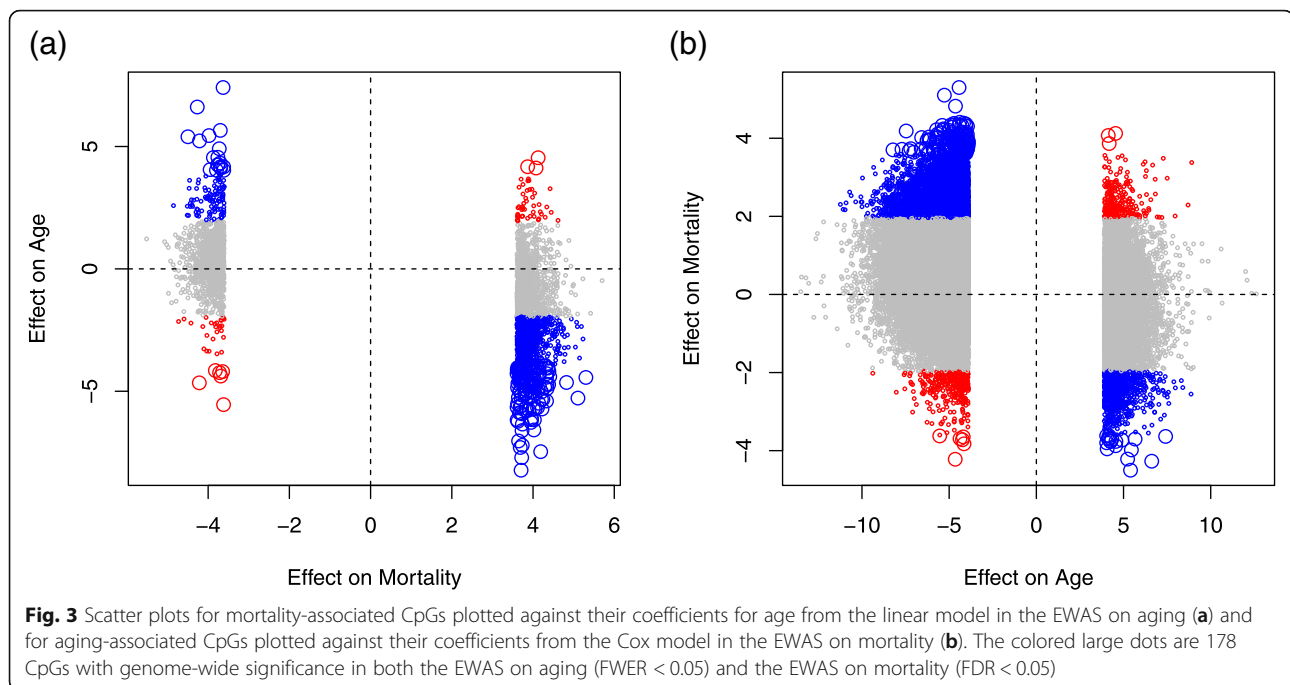 (a)
(b)
Effect on Age
5
0
−5
−4
−2
0
2
4
6
Effect on Mortality
Effect on Mortality
4
2
0
−2
−4
−10
−5
0
5
10
Effect on Age
Fig. 3 Scatter plots for mortality-associated CpGs plotted against their coefficients for age from the linear model in the EWAS on aging (a) and
for aging-associated CpGs plotted against their coefficients from the Cox model in the EWAS on mortality (b). The colored large dots are 178
CpGs with genome-wide significance in both the EWAS on aging (FWER < 0.05) and the EWAS on mortality (FDR < 0.05)